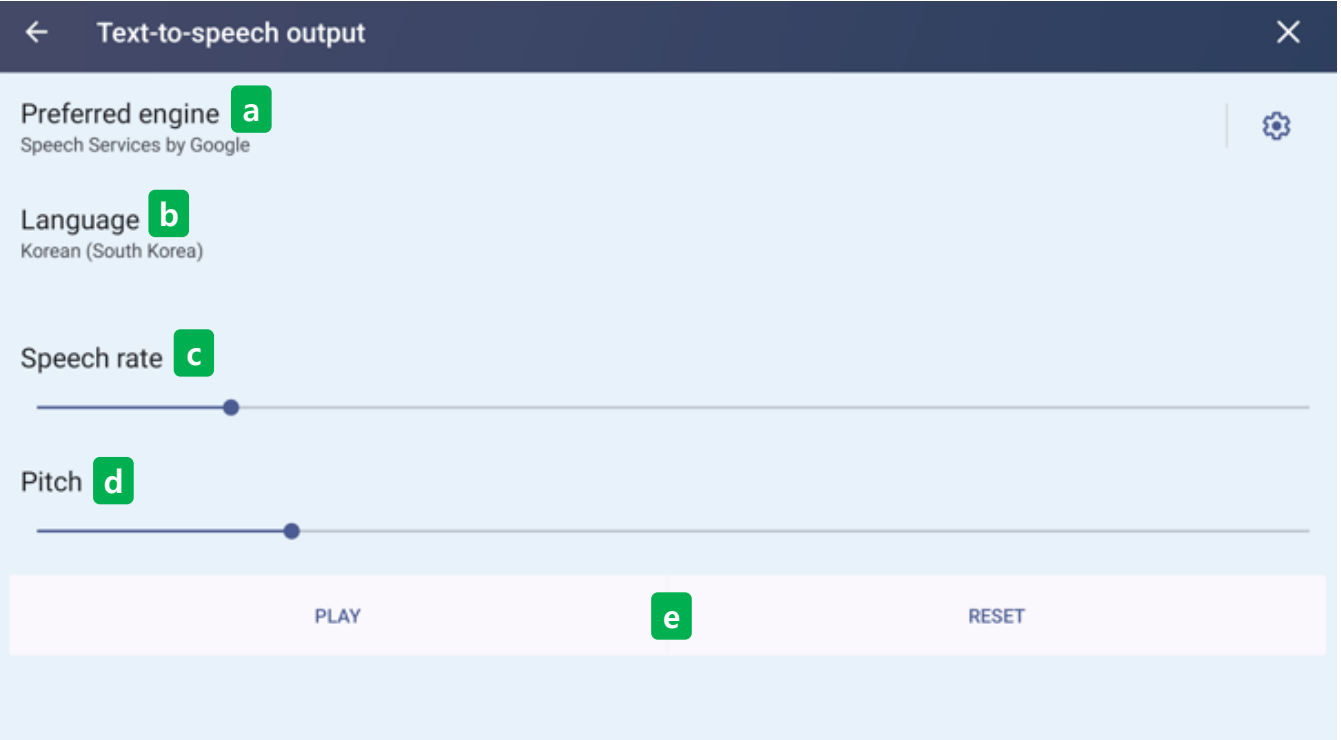 Text-to-speech output
Preferred engine a
Speech Services by Google
Language b
Korean (South Korea)
Speech rate c
Pitch d
PLAY e RESET